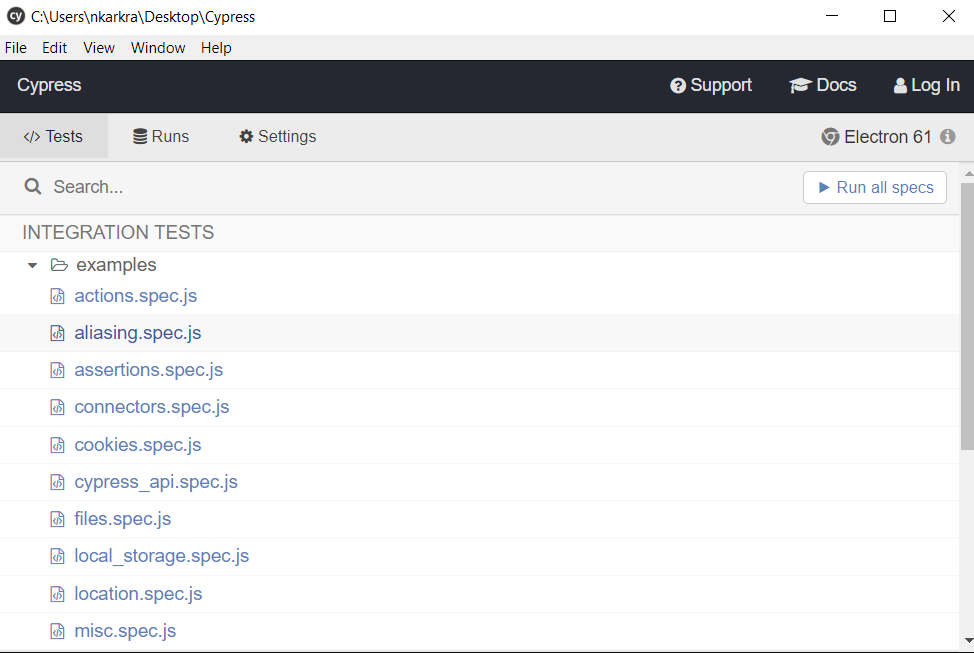 cy C:\Users\nkarkra\Desktop\Cypress
File Edit View Window Help
Cypress Support Docs Log In
</> Tests Runs Settings Electron 61
Search... Run all specs
INTEGRATION TESTS
examples
actions.spec.js
aliasing.spec.js
assertions.spec.js
connectors.spec.js
cookies.spec.js
cypress_api.spec.js
files.spec.js
local_storage.spec.js
location.spec.js
misc.spec.js